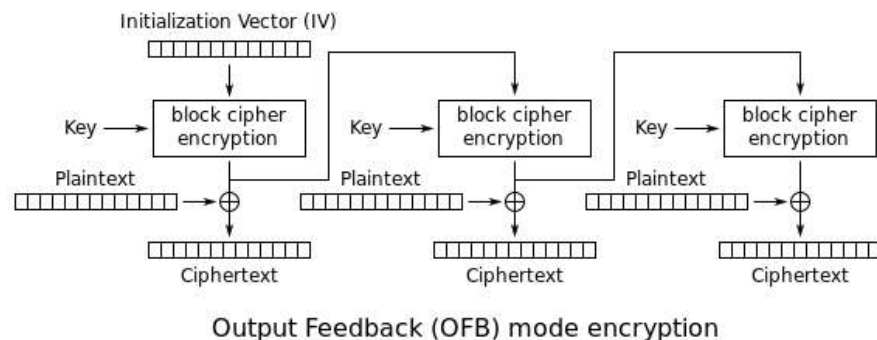 Initialization Vector (IV)
Key
block cipher
encryption
Key
block cipher
encryption
Key
block cipher
encryption
Plaintext
Plaintext
Plaintext
Ciphertext
Ciphertext
Ciphertext
Output Feedback (OFB) mode encryption